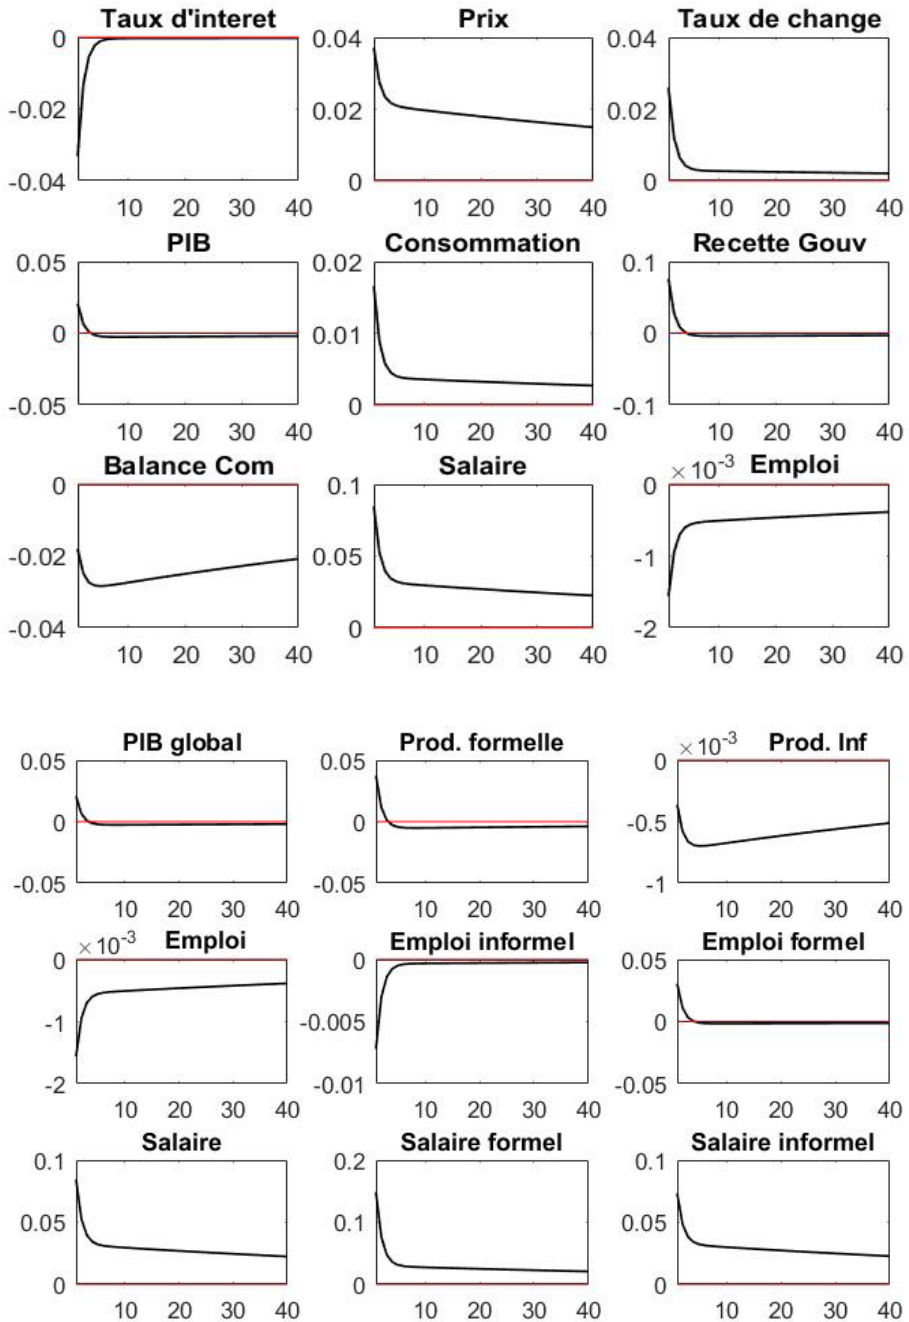 Taux d'interet Prix Taux de change
0 0.04 0.04
-0.02 0.02 0.02
-0.04 0 0
10 20 30 40 10 20 30 40 10 20 30 40
PIB Consommation Recette Gouv
0.05 0.02 0.1
0 0.01 0
-0.05 0 -0.1
10 20 30 40 10 20 30 40 10 20 30 40
Balance Com Salaire ×10⁻³ Emploi
0 0.1 0
-0.02 0.05 -1
-0.04 0 -2
10 20 30 40 10 20 30 40 10 20 30 40
PIB global Prod. formelle ×10⁻³ Prod. Inf
0.05 0.05 0
0 0 -0.5
-0.05 -0.05 -1
10 20 30 40 10 20 30 40 10 20 30 40
×10⁻³ Emploi Emploi informel Emploi formel
0 0 0.05
-1 -0.005 0
-2 -0.01 -0.05
10 20 30 40 10 20 30 40 10 20 30 40
Salaire Salaire formel Salaire informel
0.1 0.2 0.1
0.05 0.1 0.05
0 0 0
10 20 30 40 10 20 30 40 10 20 30 40